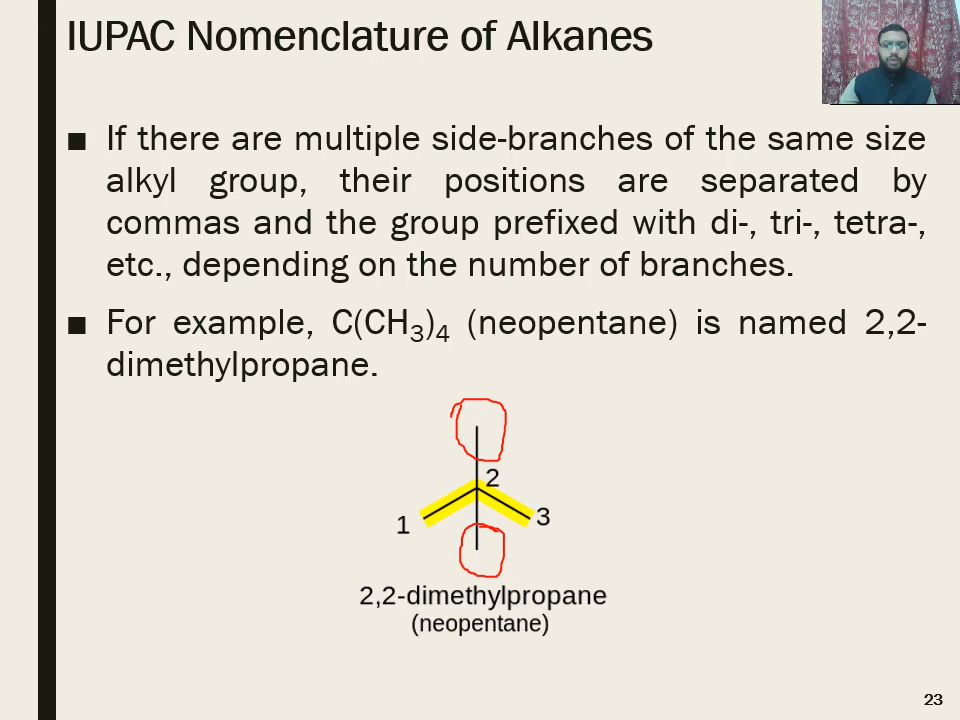 IUPAC Nomenclature of Alkanes
■ If there are multiple side-branches of the same size
alkyl group, their positions are separated by
commas and the group prefixed with di-, tri-, tetra-,
etc., depending on the number of branches.
■ For example, C(CH₃)₄ (neopentane) is named 2,2-
dimethylpropane.
2
1
3
2,2-dimethylpropane
(neopentane)
23